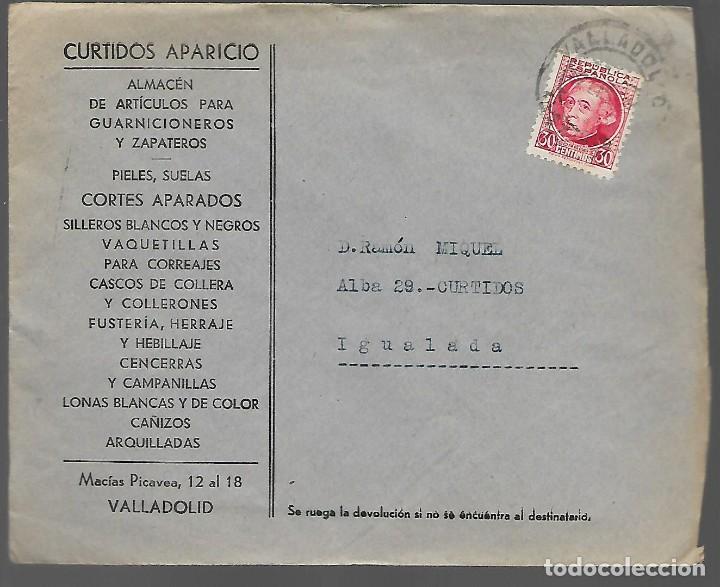 CURTIDOS APARICIO
ALMACÉN
DE ARTÍCULOS PARA
GUARNICIONEROS
Y ZAPATEROS
PIELES, SUELAS
CORTES APARADOS
SILLEROS BLANCOS Y NEGROS
VAQUETILLAS
PARA CORREAJES
CASCOS DE COLLERA
Y COLLERONES
FUSTERÍA, HERRAJE
Y HEBILLAJE
CENCERRAS
Y CAMPANILLAS
LONAS BLANCAS Y DE COLOR
CAÑIZOS
ARQUILLADAS
Macías Picavea, 12 al 18
VALLADOLID
VALLADOLID
REPUBLICA
ESPAÑOLA
30 CENTIMOS 30
D.Ramón MIQUEL
Alba 29.-CURTIDOS
Igualada
Se ruega la devolución si no se encuentra al destinatario.
todocoleccion